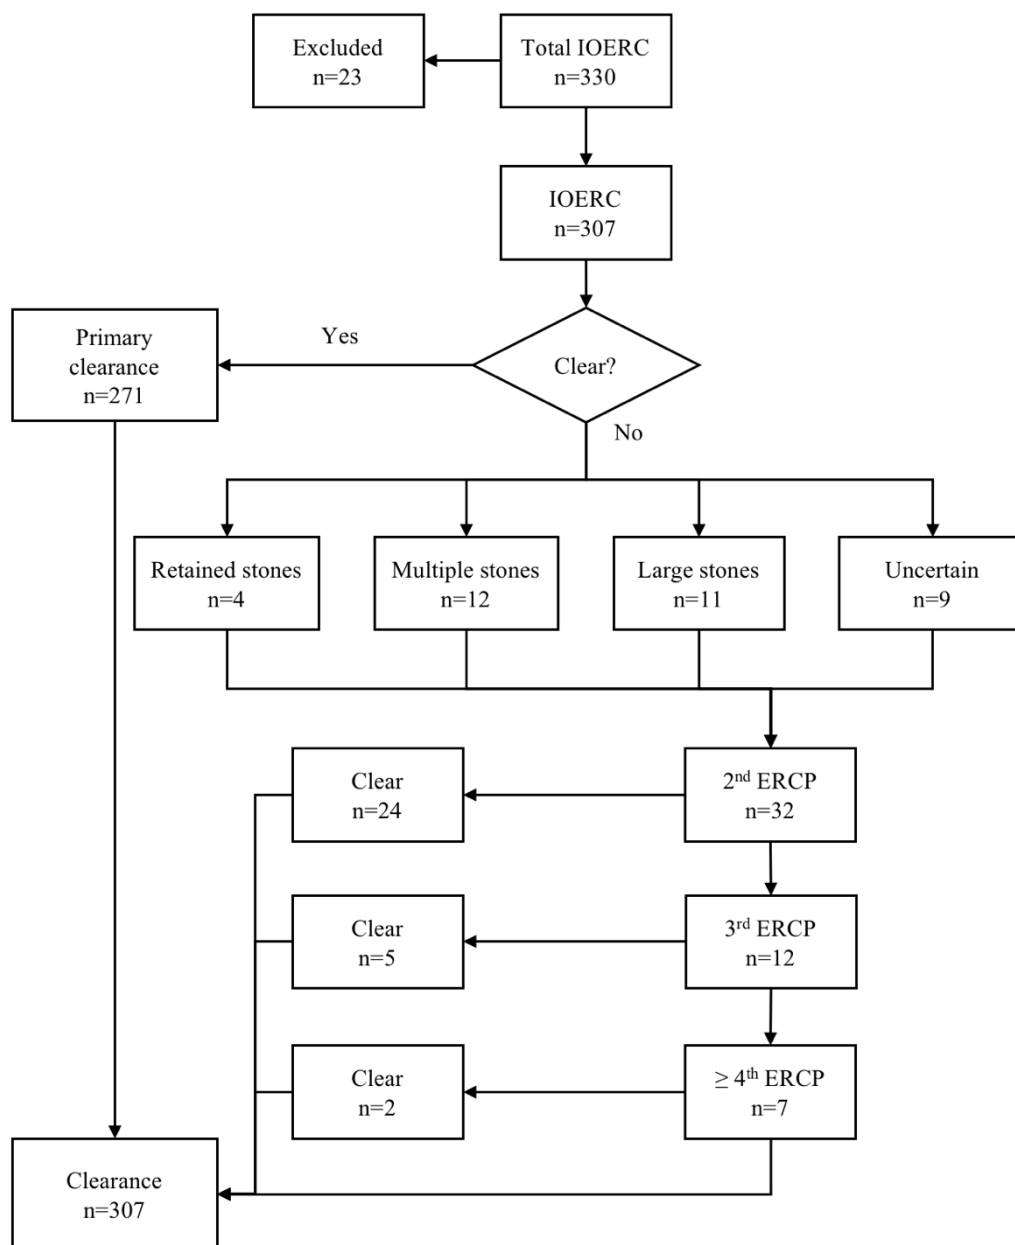 Excluded
n=23
Total IOERC
n=330
IOERC
n=307
Clear?
Yes
Primary
clearance
n=271
No
Retained stones
n=4
Multiple stones
n=12
Large stones
n=11
Uncertain
n=9
Clear
n=24
2nd ERCP
n=32
Clear
n=5
3rd ERCP
n=12
Clear
n=2
≥ 4th ERCP
n=7
Clearance
n=307